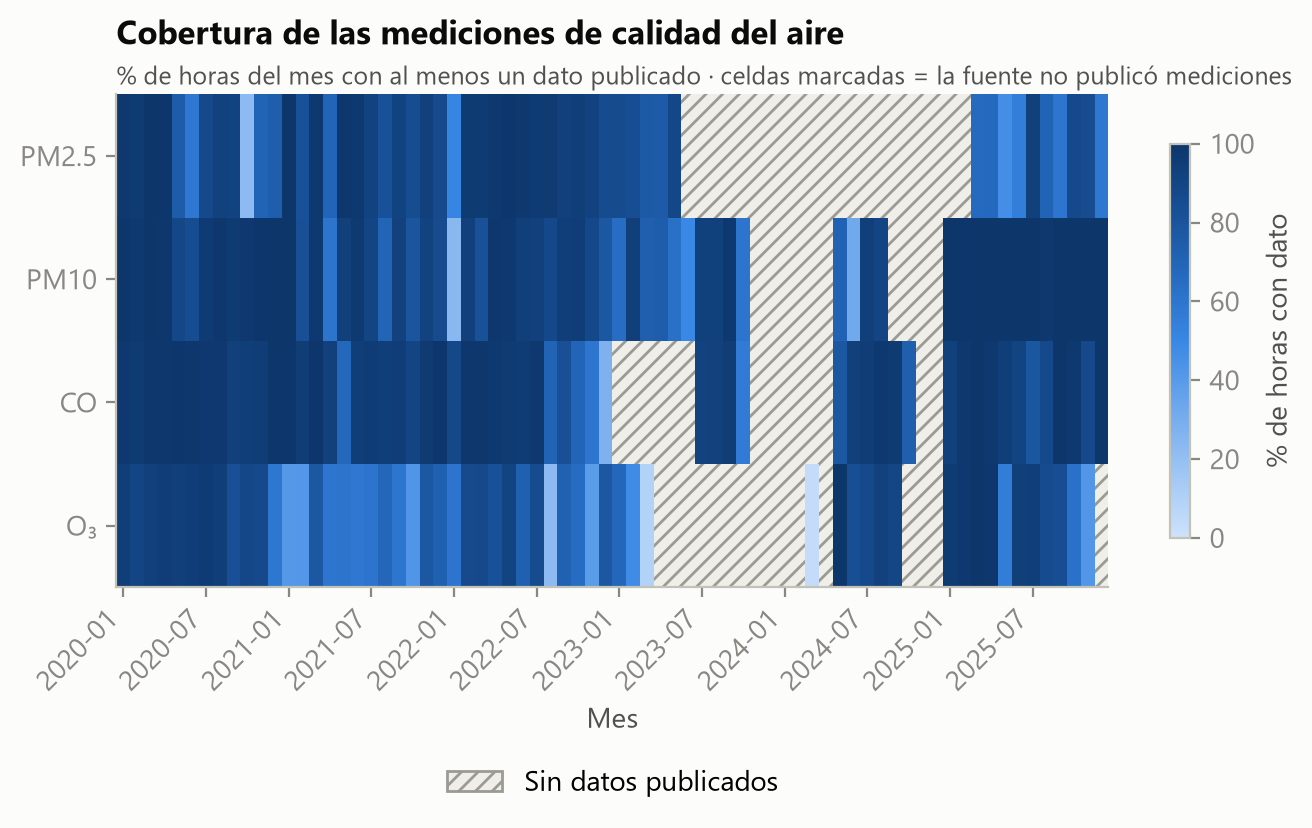 Cobertura de las mediciones de calidad del aire
% de horas del mes con al menos un dato publicado · celdas marcadas = la fuente no publicó mediciones
PM2.5
PM10
CO
O₃
100
80
60
40
20
0
% de horas con dato
2020-01
2020-07
2021-01
2021-07
2022-01
2022-07
2023-01
2023-07
2024-01
2024-07
2025-01
2025-07
Mes
Sin datos publicados